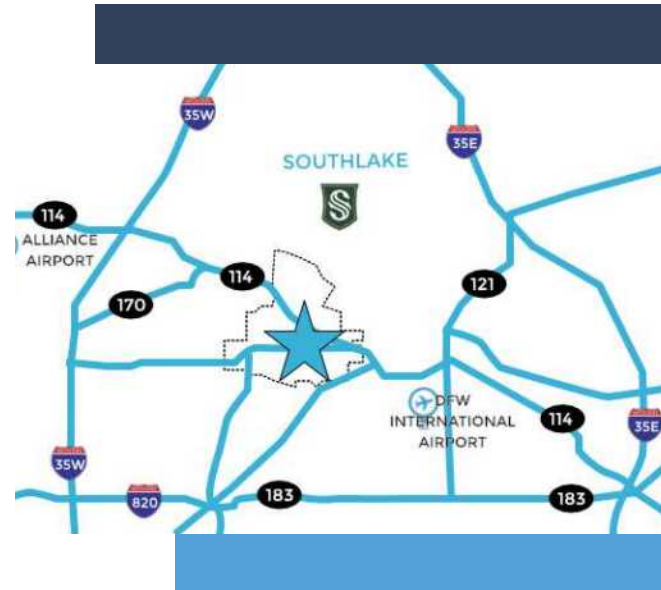 35W
35E
SOUTHLAKE
S
114
ALLIANCE
AIRPORT
114
121
170
DFW
INTERNATIONAL
AIRPORT
114
35E
35W
820
183
183